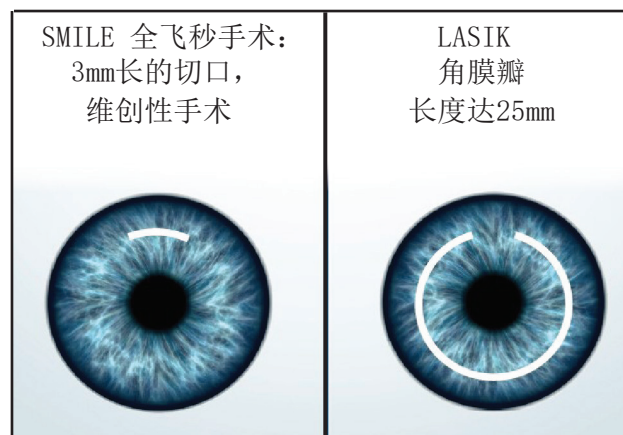 SMILE 全飞秒手术:
3mm长的切口,
维创性手术
LASIK
角膜瓣
长度达25mm